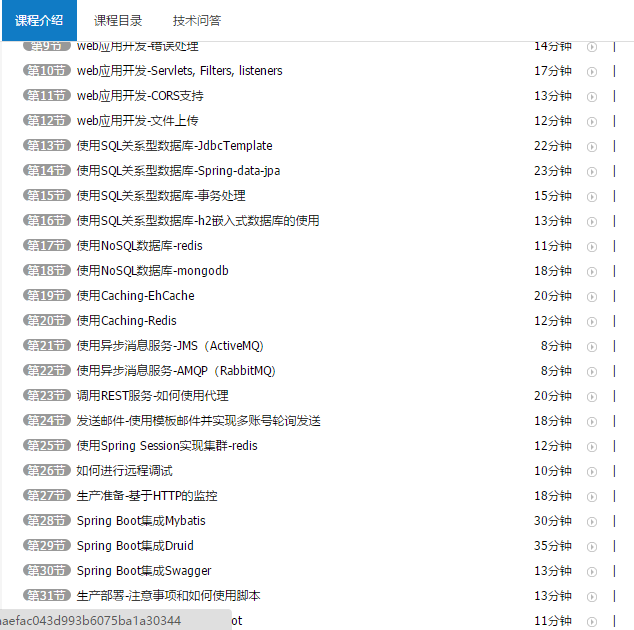 课程介绍 课程目录 技术问答
第9节 web应用开发-错误处理 14分钟
第10节 web应用开发-Servlets, Filters, listeners 17分钟
第11节 web应用开发-CORS支持 13分钟
第12节 web应用开发-文件上传 12分钟
第13节 使用SQL关系型数据库-JdbcTemplate 22分钟
第14节 使用SQL关系型数据库-Spring-data-jpa 23分钟
第15节 使用SQL关系型数据库-事务处理 15分钟
第16节 使用SQL关系型数据库-h2嵌入式数据库的使用 13分钟
第17节 使用NoSQL数据库-redis 11分钟
第18节 使用NoSQL数据库-mongodb 18分钟
第19节 使用Caching-EhCache 20分钟
第20节 使用Caching-Redis 12分钟
第21节 使用异步消息服务-JMS（ActiveMQ) 8分钟
第22节 使用异步消息服务-AMQP（RabbitMQ) 8分钟
第23节 调用REST服务-如何使用代理 20分钟
第24节 发送邮件-使用模板邮件并实现多账号轮询发送 18分钟
第25节 使用Spring Session实现集群-redis 12分钟
第26节 如何进行远程调试 10分钟
第27节 生产准备-基于HTTP的监控 18分钟
第28节 Spring Boot集成Mybatis 30分钟
第29节 Spring Boot集成Druid 35分钟
第30节 Spring Boot集成Swagger 13分钟
第31节 生产部署-注意事项和如何使用脚本 13分钟
aefac043d993b6075ba1a30344 ot 11分钟